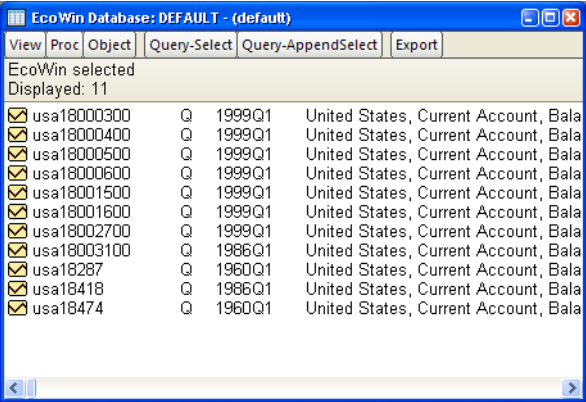 EcoWin Database: DEFAULT - (default)
View Proc Object Query-Select Query-AppendSelect Export
EcoWin selected
Displayed: 11
usa18000300 Q 1999Q1 United States, Current Account, Bala
usa18000400 Q 1999Q1 United States, Current Account, Bala
usa18000500 Q 1999Q1 United States, Current Account, Bala
usa18000600 Q 1999Q1 United States, Current Account, Bala
usa18001500 Q 1999Q1 United States, Current Account, Bala
usa18001600 Q 1999Q1 United States, Current Account, Bala
usa18002700 Q 1999Q1 United States, Current Account, Bala
usa18003100 Q 1986Q1 United States, Current Account, Bala
usa18287 Q 1960Q1 United States, Current Account, Bala
usa18418 Q 1986Q1 United States, Current Account, Bala
usa18474 Q 1960Q1 United States, Current Account, Bala